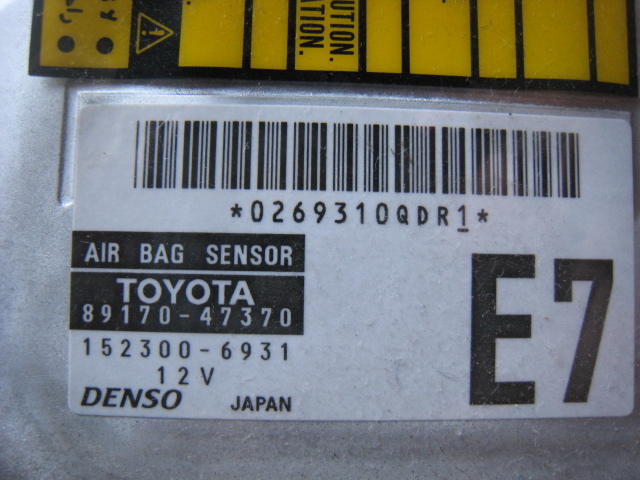 CAUTION.
*0269310QDR1*
AIR BAG SENSOR
TOYOTA
89170-47370
152300-6931
12V
DENSO JAPAN
E7